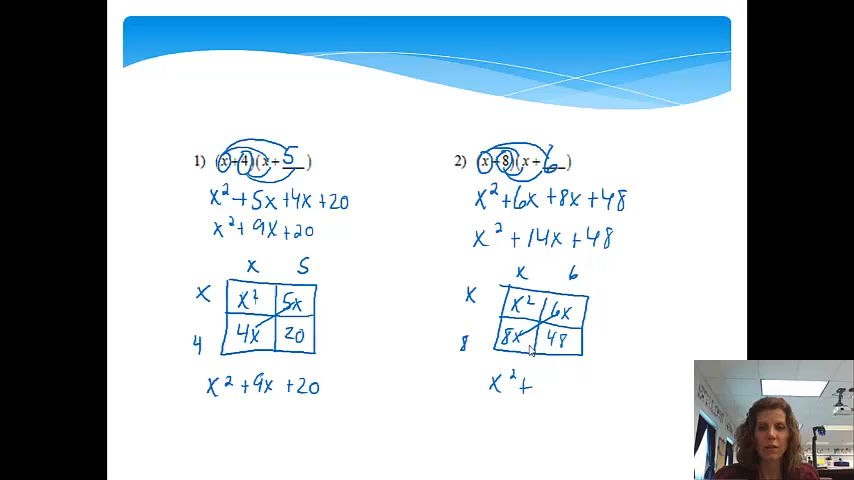 1) (x+4)(x+5)
x²+5x+4x+20
x²+9x+20
x 5
x x² 5x
4 4x 20
x²+9x+20
2) (x+8)(x+6)
x²+6x+8x+48
x²+14x+48
x 6
x x² 6x
8 8x 48
x²+